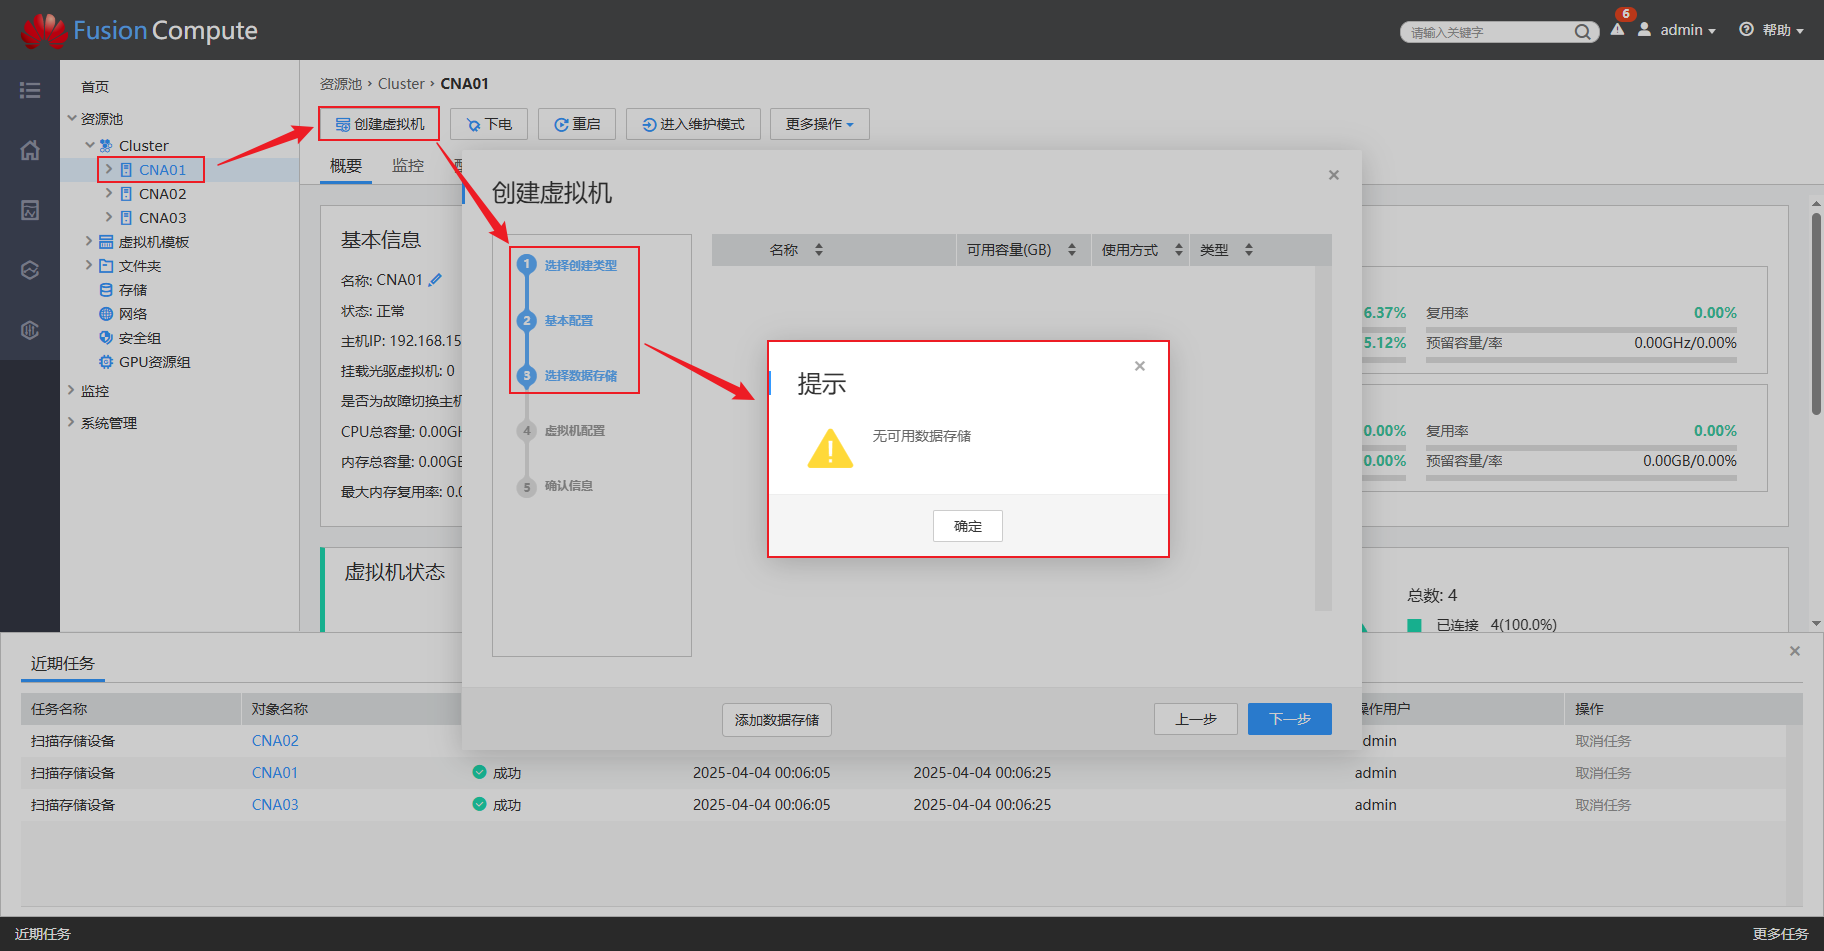 FusionCompute
请输入关键字
6
admin
帮助
首页
资源池
Cluster
CNA01
CNA02
CNA03
虚拟机模板
文件夹
存储
网络
安全组
GPU资源组
监控
系统管理
资源池 › Cluster › CNA01
创建虚拟机
下电
重启
进入维护模式
更多操作
概要
监控
基本信息
名称: CNA01
状态: 正常
主机IP: 192.168.15
挂载光驱虚拟机: 0
是否为故障切换主机
CPU总容量: 0.00GH
内存总容量: 0.00GB
最大内存复用率: 0.0
虚拟机状态
创建虚拟机
1 选择创建类型
2 基本配置
3 选择数据存储
4 虚拟机配置
5 确认信息
名称
可用容量(GB)
使用方式
类型
提示
无可用数据存储
确定
添加数据存储
上一步
下一步
6.37% 复用率 0.00%
5.12% 预留容量/率 0.00GHz/0.00%
0.00% 复用率 0.00%
0.00% 预留容量/率 0.00GB/0.00%
总数: 4
已连接 4(100.0%)
近期任务
任务名称 对象名称 操作用户 操作
扫描存储设备 CNA02 dmin 取消任务
扫描存储设备 CNA01 成功 2025-04-04 00:06:05 2025-04-04 00:06:25 admin 取消任务
扫描存储设备 CNA03 成功 2025-04-04 00:06:05 2025-04-04 00:06:25 admin 取消任务
近期任务
更多任务